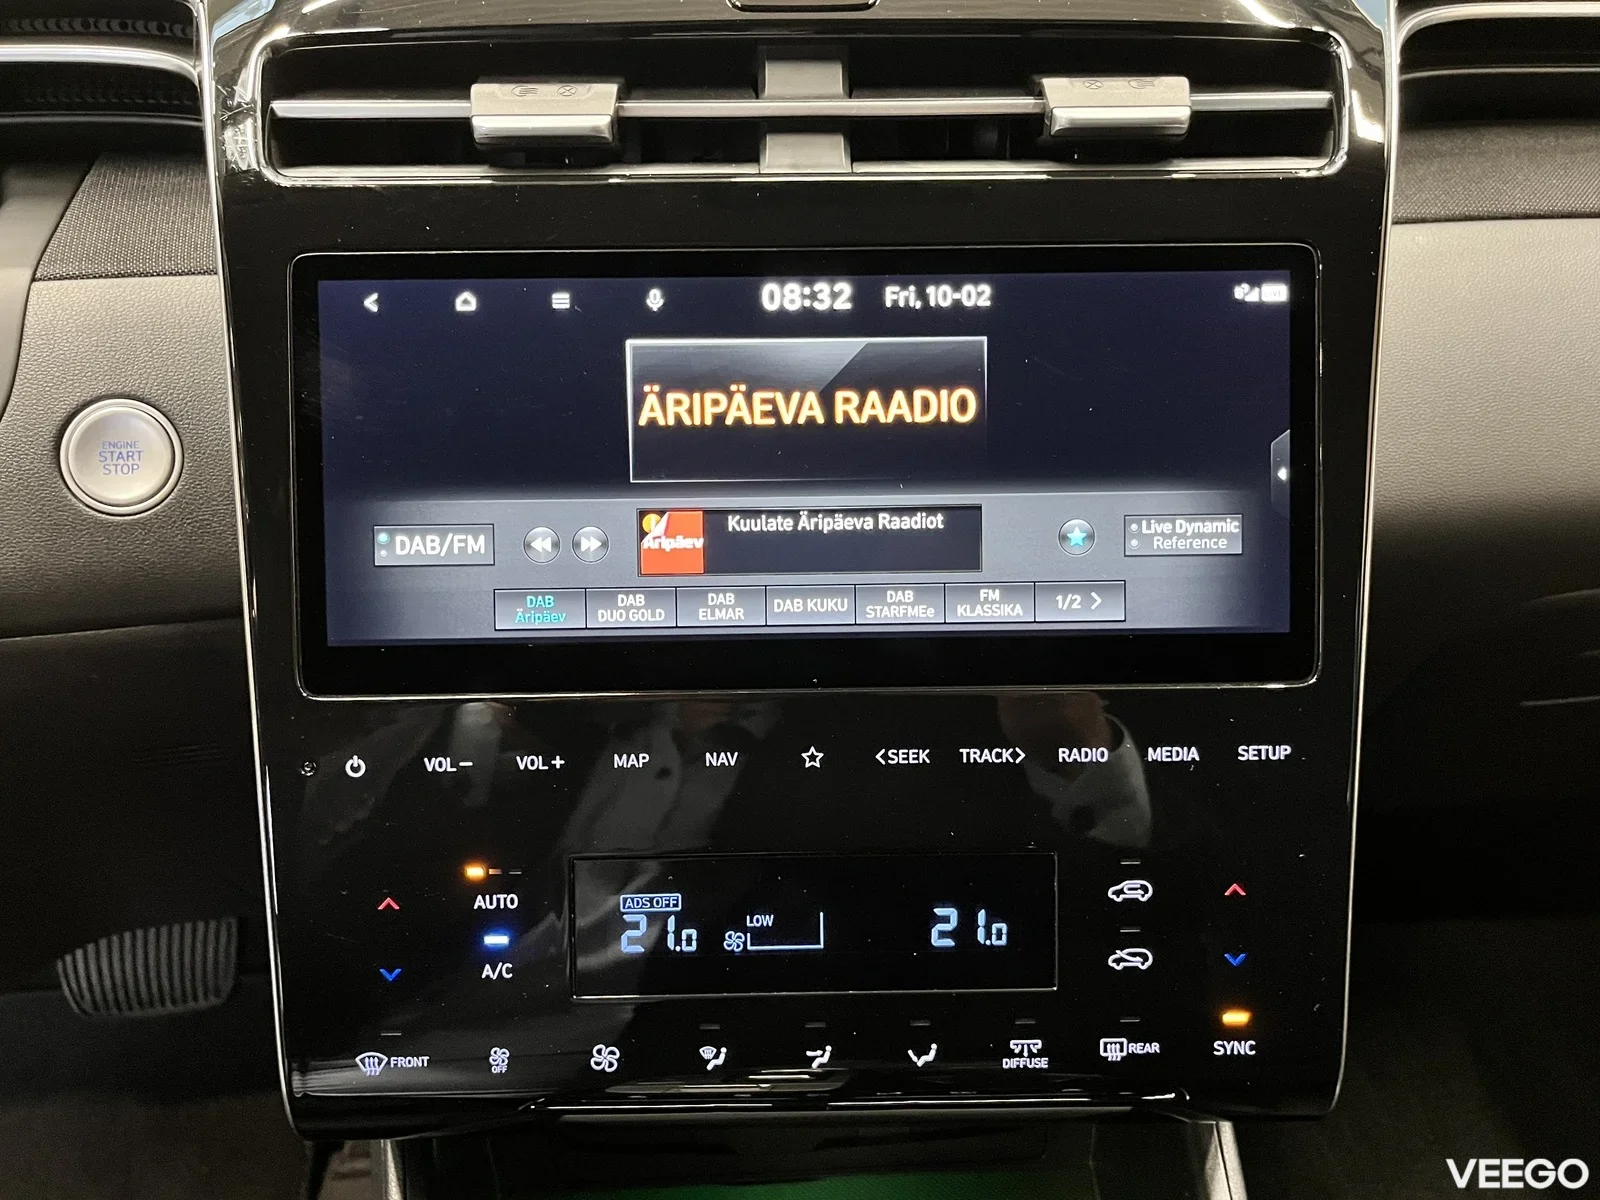 08:32 Fri, 10-02
ÄRIPÄEVA RAADIO
ENGINE
START
STOP
DAB/FM
Äripäev
Kuulate Äripäeva Raadiot
Live Dynamic
Reference
DAB
Äripäev
DAB
DUO GOLD
DAB
ELMAR
DAB KUKU
DAB
STARFMEe
FM
KLASSIKA
1/2 >
VOL− VOL+ MAP NAV <SEEK TRACK> RADIO MEDIA SETUP
AUTO
A/C
ADS OFF
21.0
LOW
21.0
FRONT
OFF
DIFFUSE
REAR
SYNC
VEEGO